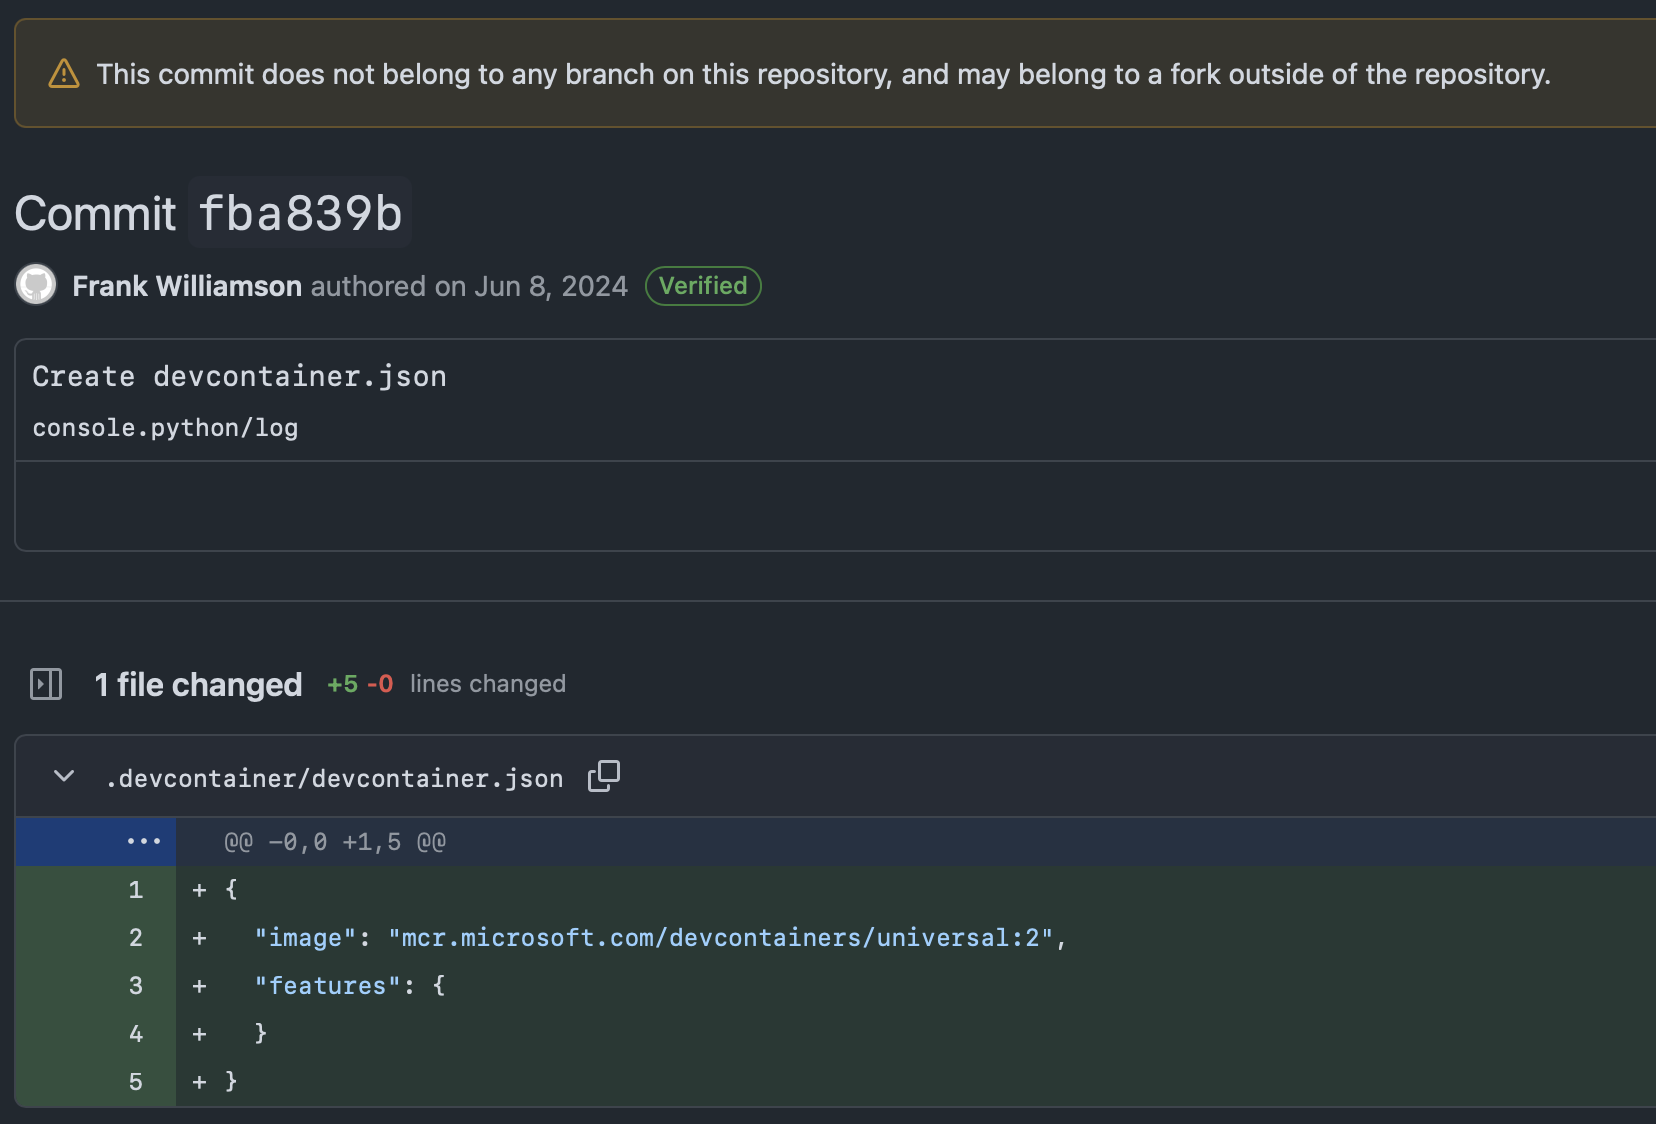 This commit does not belong to any branch on this repository, and may belong to a fork outside of the repository.
Commit fba839b
Frank Williamson authored on Jun 8, 2024 Verified
Create devcontainer.json
console.python/log
1 file changed +5 -0 lines changed
.devcontainer/devcontainer.json
@@ -0,0 +1,5 @@
1 + {
2 +   "image": "mcr.microsoft.com/devcontainers/universal:2",
3 +   "features": {
4 +   }
5 + }